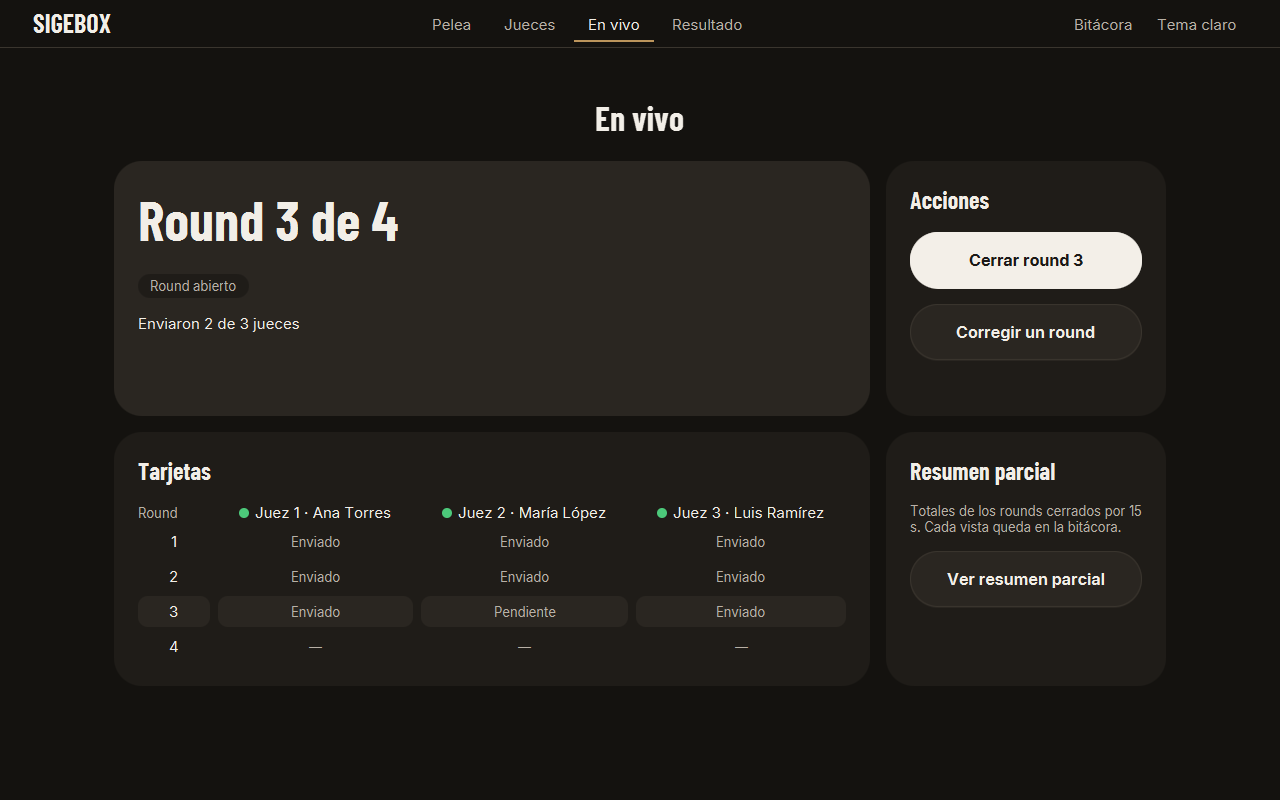 SIGEBOX
Pelea Jueces En vivo Resultado
Bitácora Tema claro
En vivo
Round 3 de 4
Round abierto
Enviaron 2 de 3 jueces
Acciones
Cerrar round 3
Corregir un round
Tarjetas
Round Juez 1 · Ana Torres Juez 2 · María López Juez 3 · Luis Ramírez
1 Enviado Enviado Enviado
2 Enviado Enviado Enviado
3 Enviado Pendiente Enviado
4 — — —
Resumen parcial
Totales de los rounds cerrados por 15
s. Cada vista queda en la bitácora.
Ver resumen parcial